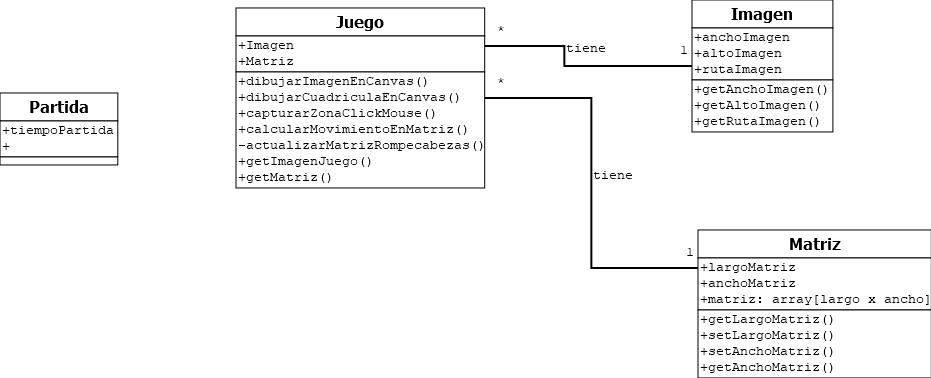 Partida
+tiempoPartida
+
Juego
+Imagen
+Matriz
+dibujarImagenEnCanvas()
+dibujarCuadriculaEnCanvas()
+capturarZonaClickMouse()
+calcularMovimientoEnMatriz()
-actualizarMatrizRompecabezas()
+getImagenJuego()
+getMatriz()
*
tiene
1
*
tiene
1
Imagen
+anchoImagen
+altoImagen
+rutaImagen
+getAnchoImagen()
+getAltoImagen()
+getRutaImagen()
Matriz
+largoMatriz
+anchoMatriz
+matriz: array[largo x ancho]
+getLargoMatriz()
+setLargoMatriz()
+setAnchoMatriz()
+getAnchoMatriz()